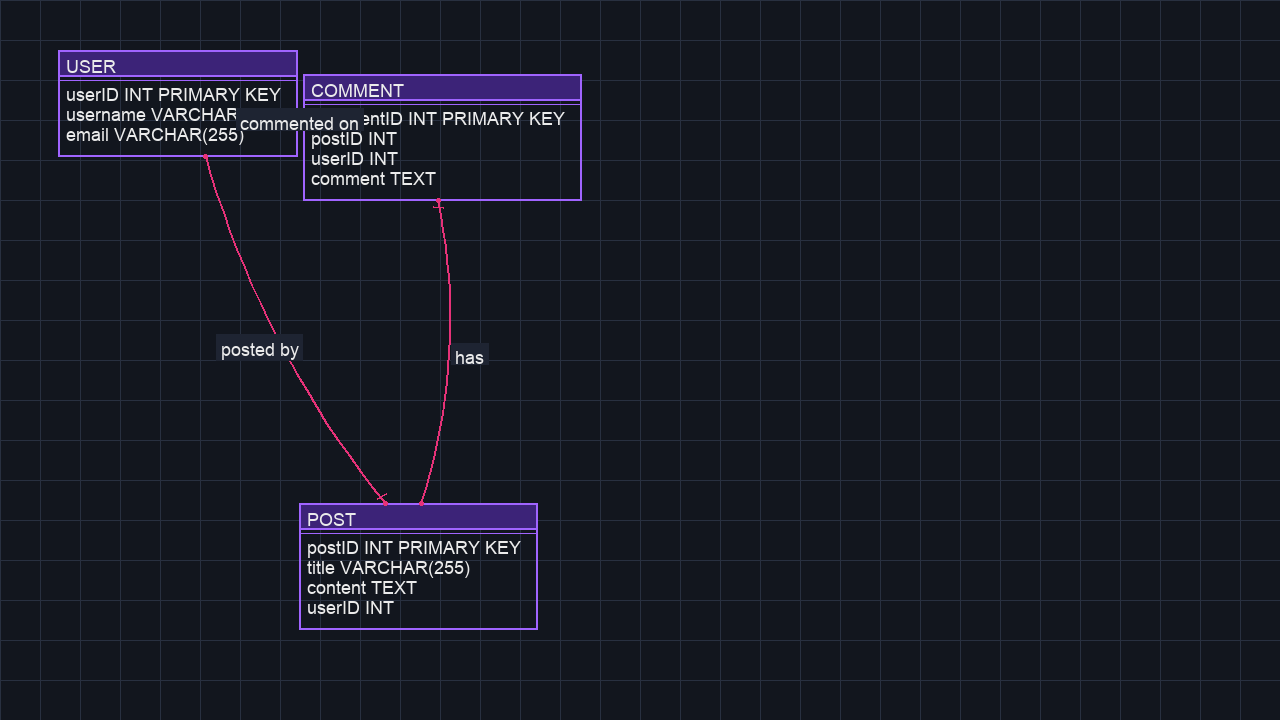 USER
userID INT PRIMARY KEY
username VARCHAR
email VARCHAR(255)
commented on
COMMENT
entID INT PRIMARY KEY
postID INT
userID INT
comment TEXT
posted by
has
POST
postID INT PRIMARY KEY
title VARCHAR(255)
content TEXT
userID INT